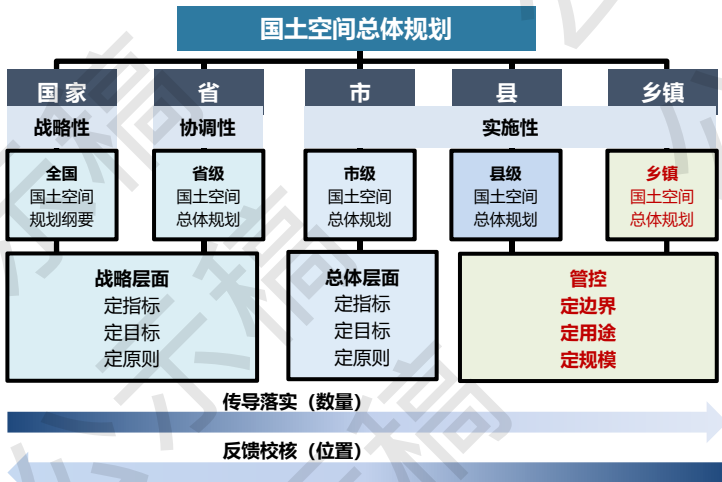 国土空间总体规划
国家 省 市 县 乡镇
战略性 协调性 实施性
全国
国土空间
规划纲要
省级
国土空间
总体规划
市级
国土空间
总体规划
县级
国土空间
总体规划
乡镇
国土空间
总体规划
战略层面
定指标
定目标
定原则
总体层面
定指标
定目标
定原则
管控
定边界
定用途
定规模
传导落实（数量）
反馈校核（位置）
公示稿